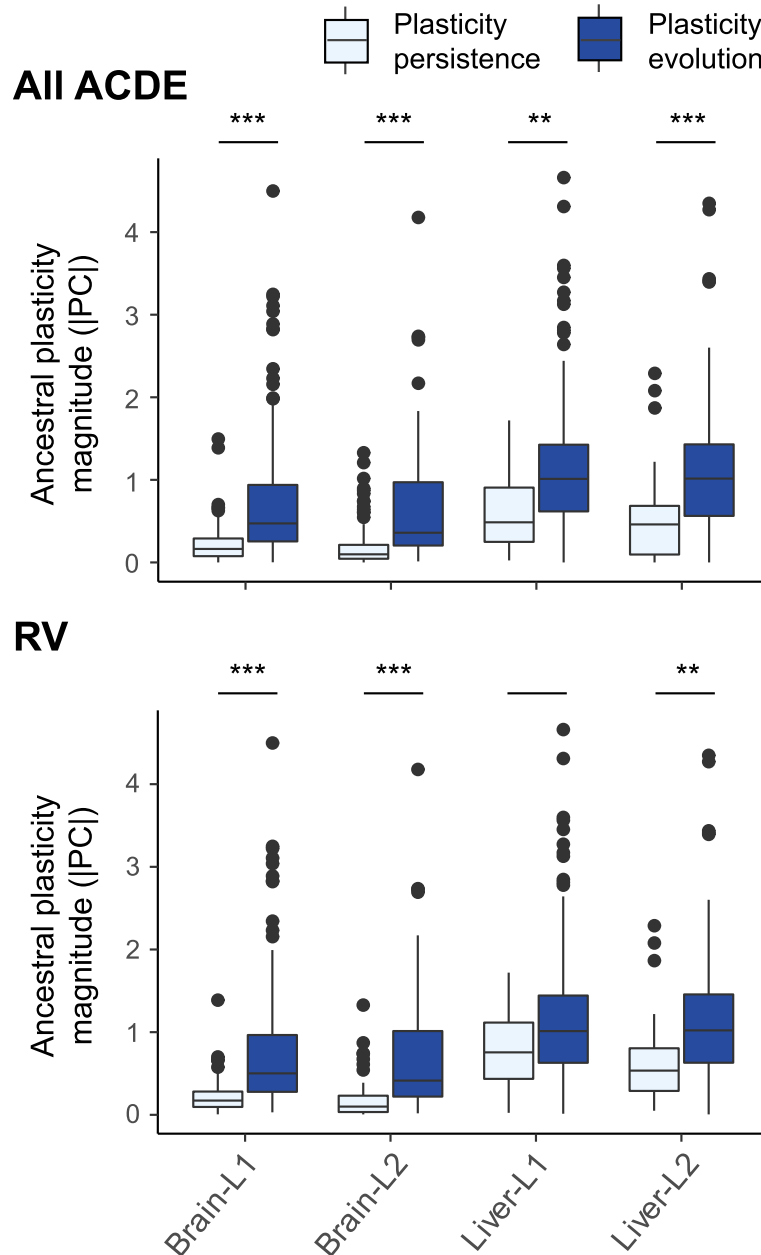 Plasticity
persistence
Plasticity
evolution
All ACDE
*** *** ** ***
Ancestral plasticity
magnitude (|PC|)
4
3
2
1
0
RV
*** *** **
Ancestral plasticity
magnitude (|PC|)
4
3
2
1
0
Brain-L1 Brain-L2 Liver-L1 Liver-L2